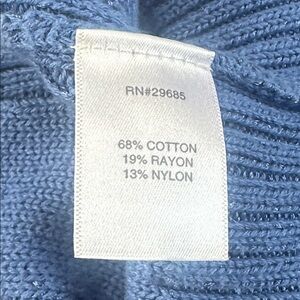 RN#29685
68% COTTON
19% RAYON
13% NYLON